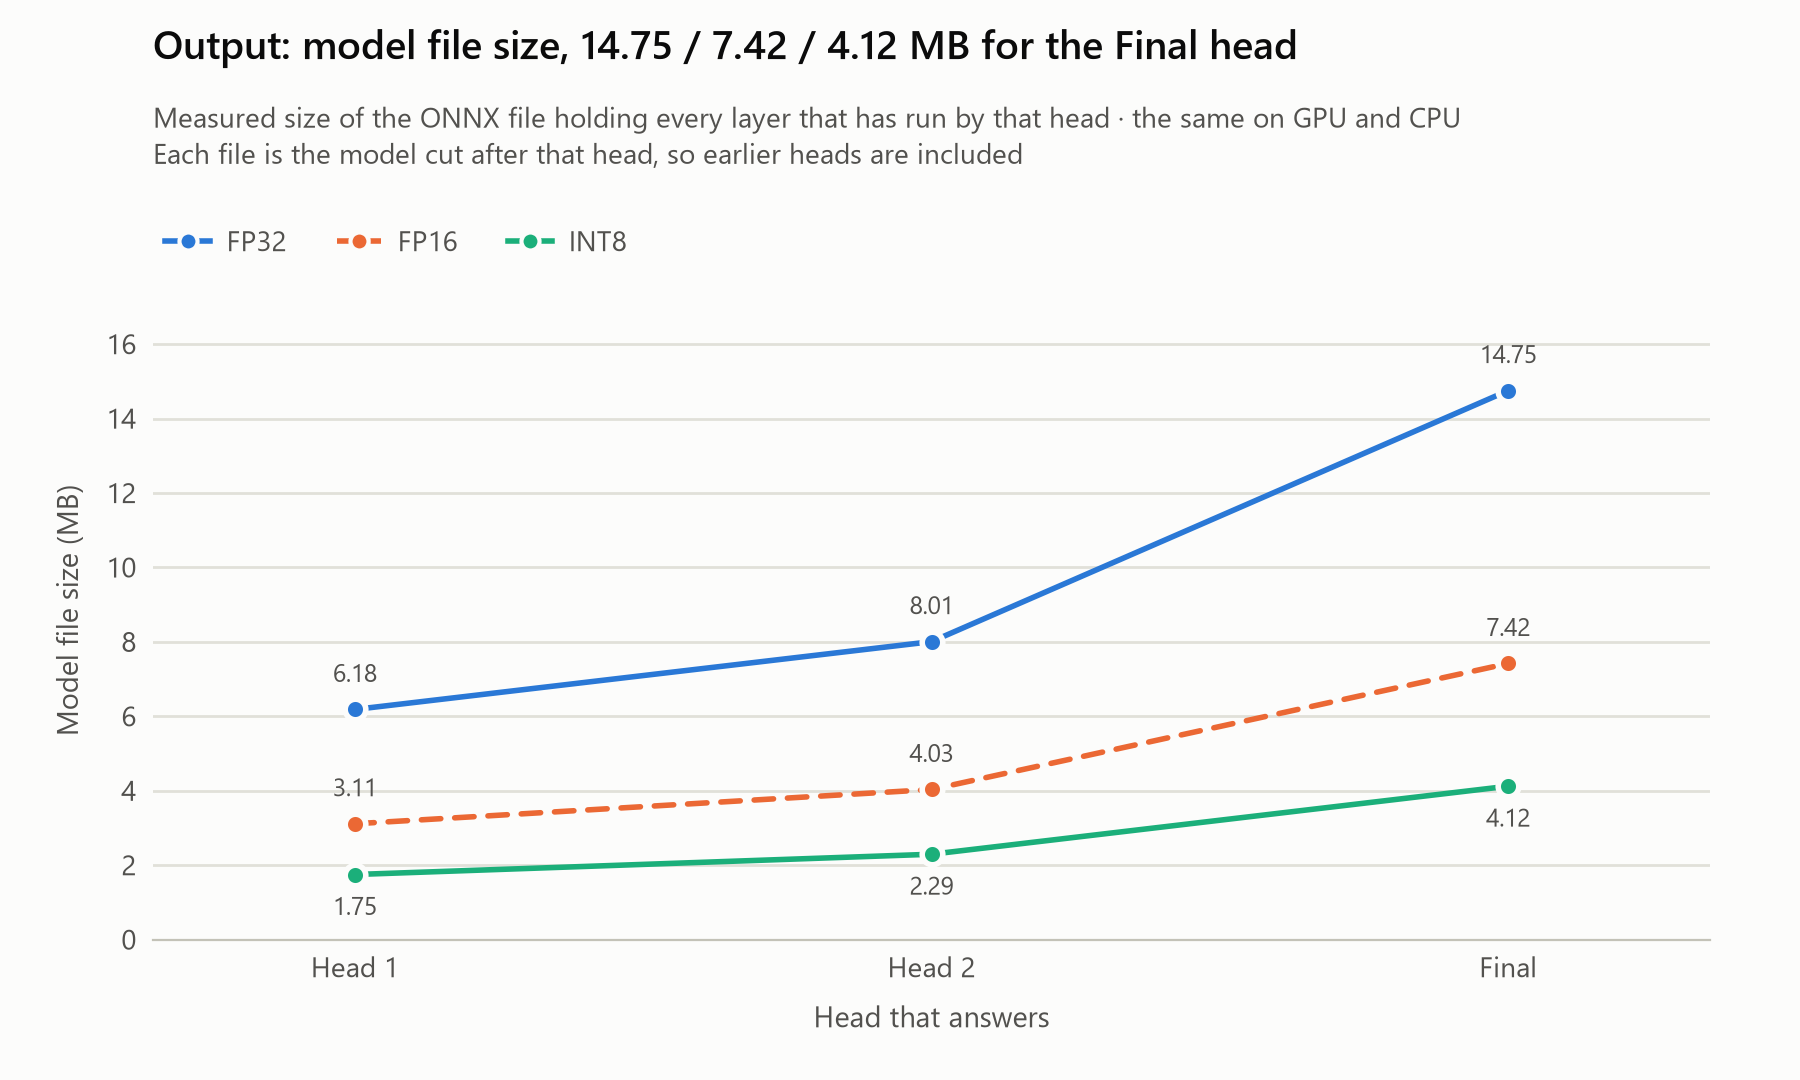 Output: model file size, 14.75 / 7.42 / 4.12 MB for the Final head
Measured size of the ONNX file holding every layer that has run by that head · the same on GPU and CPU
Each file is the model cut after that head, so earlier heads are included
FP32 FP16 INT8
16
14
12
10
8
6
4
2
0
Model file size (MB)
14.75
8.01
7.42
6.18
4.03
3.11
4.12
2.29
1.75
Head 1 Head 2 Final
Head that answers